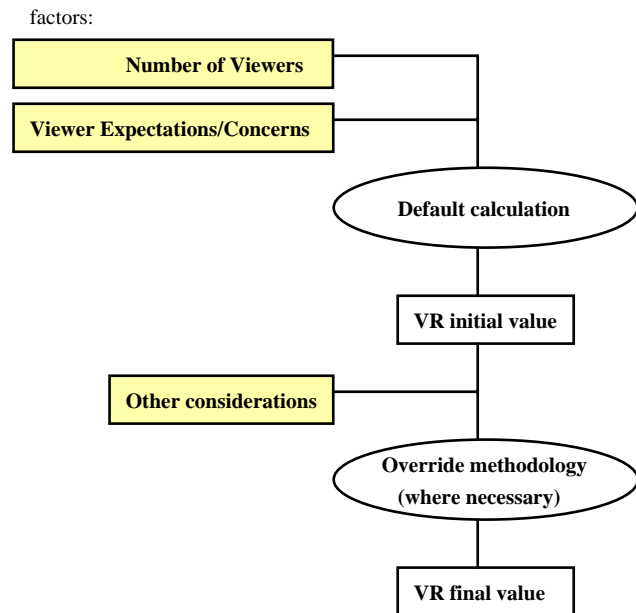 factors:
Number of Viewers
Viewer Expectations/Concerns
Default calculation
VR initial value
Other considerations
Override methodology
(where necessary)
VR final value